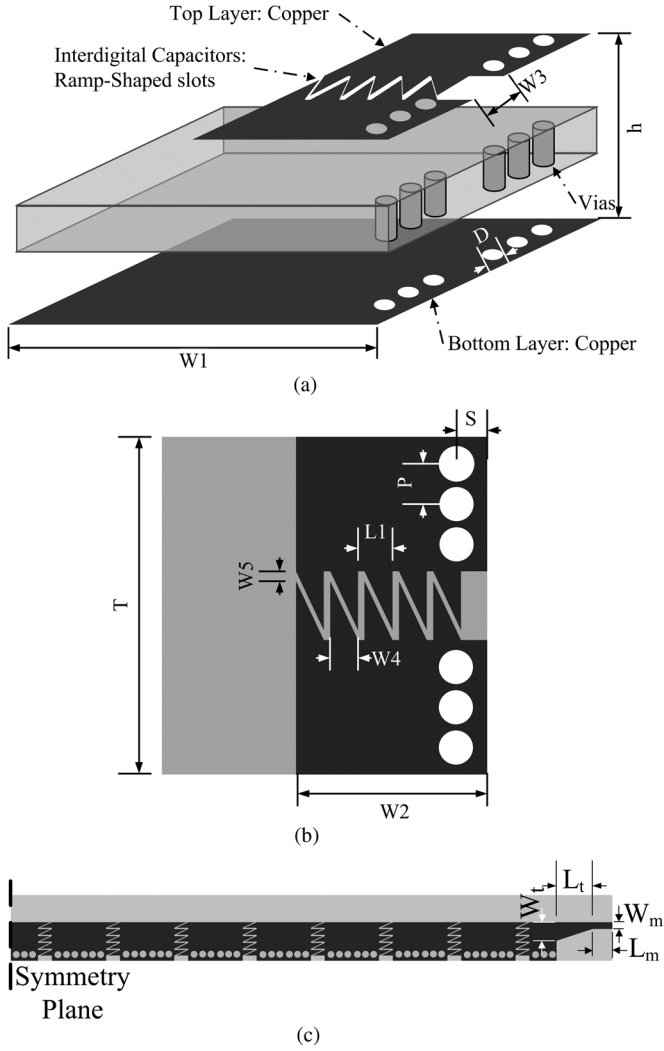 Top Layer: Copper
Interdigital Capacitors:
Ramp-Shaped slots
W3
h
Vias
D
Bottom Layer: Copper
W1
(a)
S
P
L1
W5
T
W4
W2
(b)
Wt
Lt
Wm
Lm
Symmetry
Plane
(c)